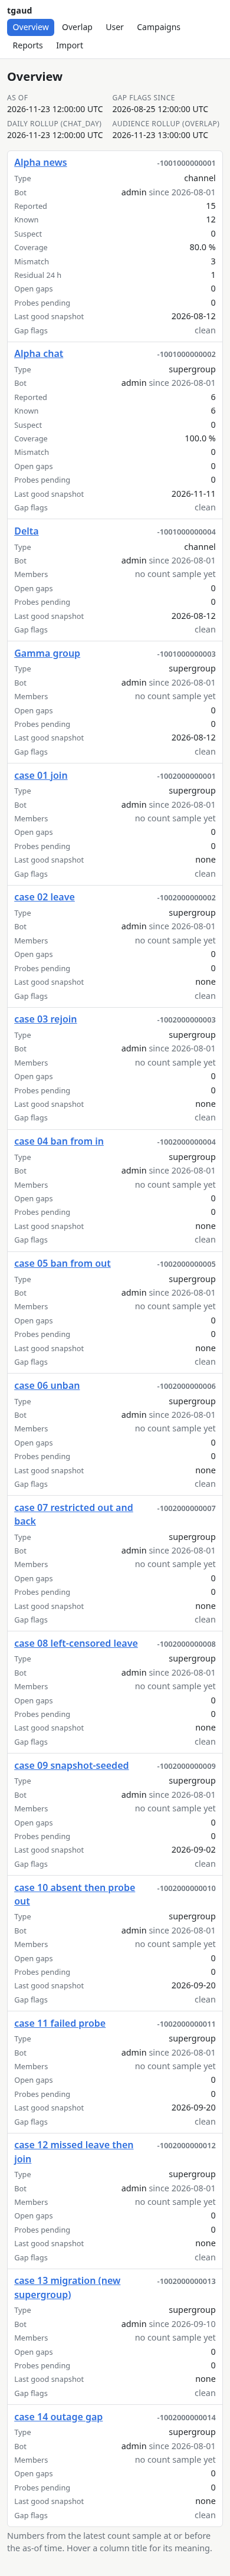 tgaud
Overview Overlap User Campaigns
Reports Import
Overview
AS OF GAP FLAGS SINCE
2026-11-23 12:00:00 UTC 2026-08-25 12:00:00 UTC
DAILY ROLLUP (CHAT_DAY) AUDIENCE ROLLUP (OVERLAP)
2026-11-23 12:00:00 UTC 2026-11-23 13:00:00 UTC
Alpha news -1001000000001
Type channel
Bot admin since 2026-08-01
Reported 15
Known 12
Suspect 0
Coverage 80.0 %
Mismatch 3
Residual 24 h 1
Open gaps 0
Probes pending 0
Last good snapshot 2026-08-12
Gap flags clean
Alpha chat -1001000000002
Type supergroup
Bot admin since 2026-08-01
Reported 6
Known 6
Suspect 0
Coverage 100.0 %
Mismatch 0
Open gaps 0
Probes pending 0
Last good snapshot 2026-11-11
Gap flags clean
Delta -1001000000004
Type channel
Bot admin since 2026-08-01
Members no count sample yet
Open gaps 0
Probes pending 0
Last good snapshot 2026-08-12
Gap flags clean
Gamma group -1001000000003
Type supergroup
Bot admin since 2026-08-01
Members no count sample yet
Open gaps 0
Probes pending 0
Last good snapshot 2026-08-12
Gap flags clean
case 01 join -1002000000001
Type supergroup
Bot admin since 2026-08-01
Members no count sample yet
Open gaps 0
Probes pending 0
Last good snapshot none
Gap flags clean
case 02 leave -1002000000002
Type supergroup
Bot admin since 2026-08-01
Members no count sample yet
Open gaps 0
Probes pending 0
Last good snapshot none
Gap flags clean
case 03 rejoin -1002000000003
Type supergroup
Bot admin since 2026-08-01
Members no count sample yet
Open gaps 0
Probes pending 0
Last good snapshot none
Gap flags clean
case 04 ban from in -1002000000004
Type supergroup
Bot admin since 2026-08-01
Members no count sample yet
Open gaps 0
Probes pending 0
Last good snapshot none
Gap flags clean
case 05 ban from out -1002000000005
Type supergroup
Bot admin since 2026-08-01
Members no count sample yet
Open gaps 0
Probes pending 0
Last good snapshot none
Gap flags clean
case 06 unban -1002000000006
Type supergroup
Bot admin since 2026-08-01
Members no count sample yet
Open gaps 0
Probes pending 0
Last good snapshot none
Gap flags clean
case 07 restricted out and -1002000000007
back
Type supergroup
Bot admin since 2026-08-01
Members no count sample yet
Open gaps 0
Probes pending 0
Last good snapshot none
Gap flags clean
case 08 left-censored leave -1002000000008
Type supergroup
Bot admin since 2026-08-01
Members no count sample yet
Open gaps 0
Probes pending 0
Last good snapshot none
Gap flags clean
case 09 snapshot-seeded -1002000000009
Type supergroup
Bot admin since 2026-08-01
Members no count sample yet
Open gaps 0
Probes pending 0
Last good snapshot 2026-09-02
Gap flags clean
case 10 absent then probe -1002000000010
out
Type supergroup
Bot admin since 2026-08-01
Members no count sample yet
Open gaps 0
Probes pending 0
Last good snapshot 2026-09-20
Gap flags clean
case 11 failed probe -1002000000011
Type supergroup
Bot admin since 2026-08-01
Members no count sample yet
Open gaps 0
Probes pending 0
Last good snapshot 2026-09-20
Gap flags clean
case 12 missed leave then -1002000000012
join
Type supergroup
Bot admin since 2026-08-01
Members no count sample yet
Open gaps 0
Probes pending 0
Last good snapshot none
Gap flags clean
case 13 migration (new -1002000000013
supergroup)
Type supergroup
Bot admin since 2026-09-10
Members no count sample yet
Open gaps 0
Probes pending 0
Last good snapshot none
Gap flags clean
case 14 outage gap -1002000000014
Type supergroup
Bot admin since 2026-08-01
Members no count sample yet
Open gaps 0
Probes pending 0
Last good snapshot none
Gap flags clean
Numbers from the latest count sample at or before
the as-of time. Hover a column title for its meaning.